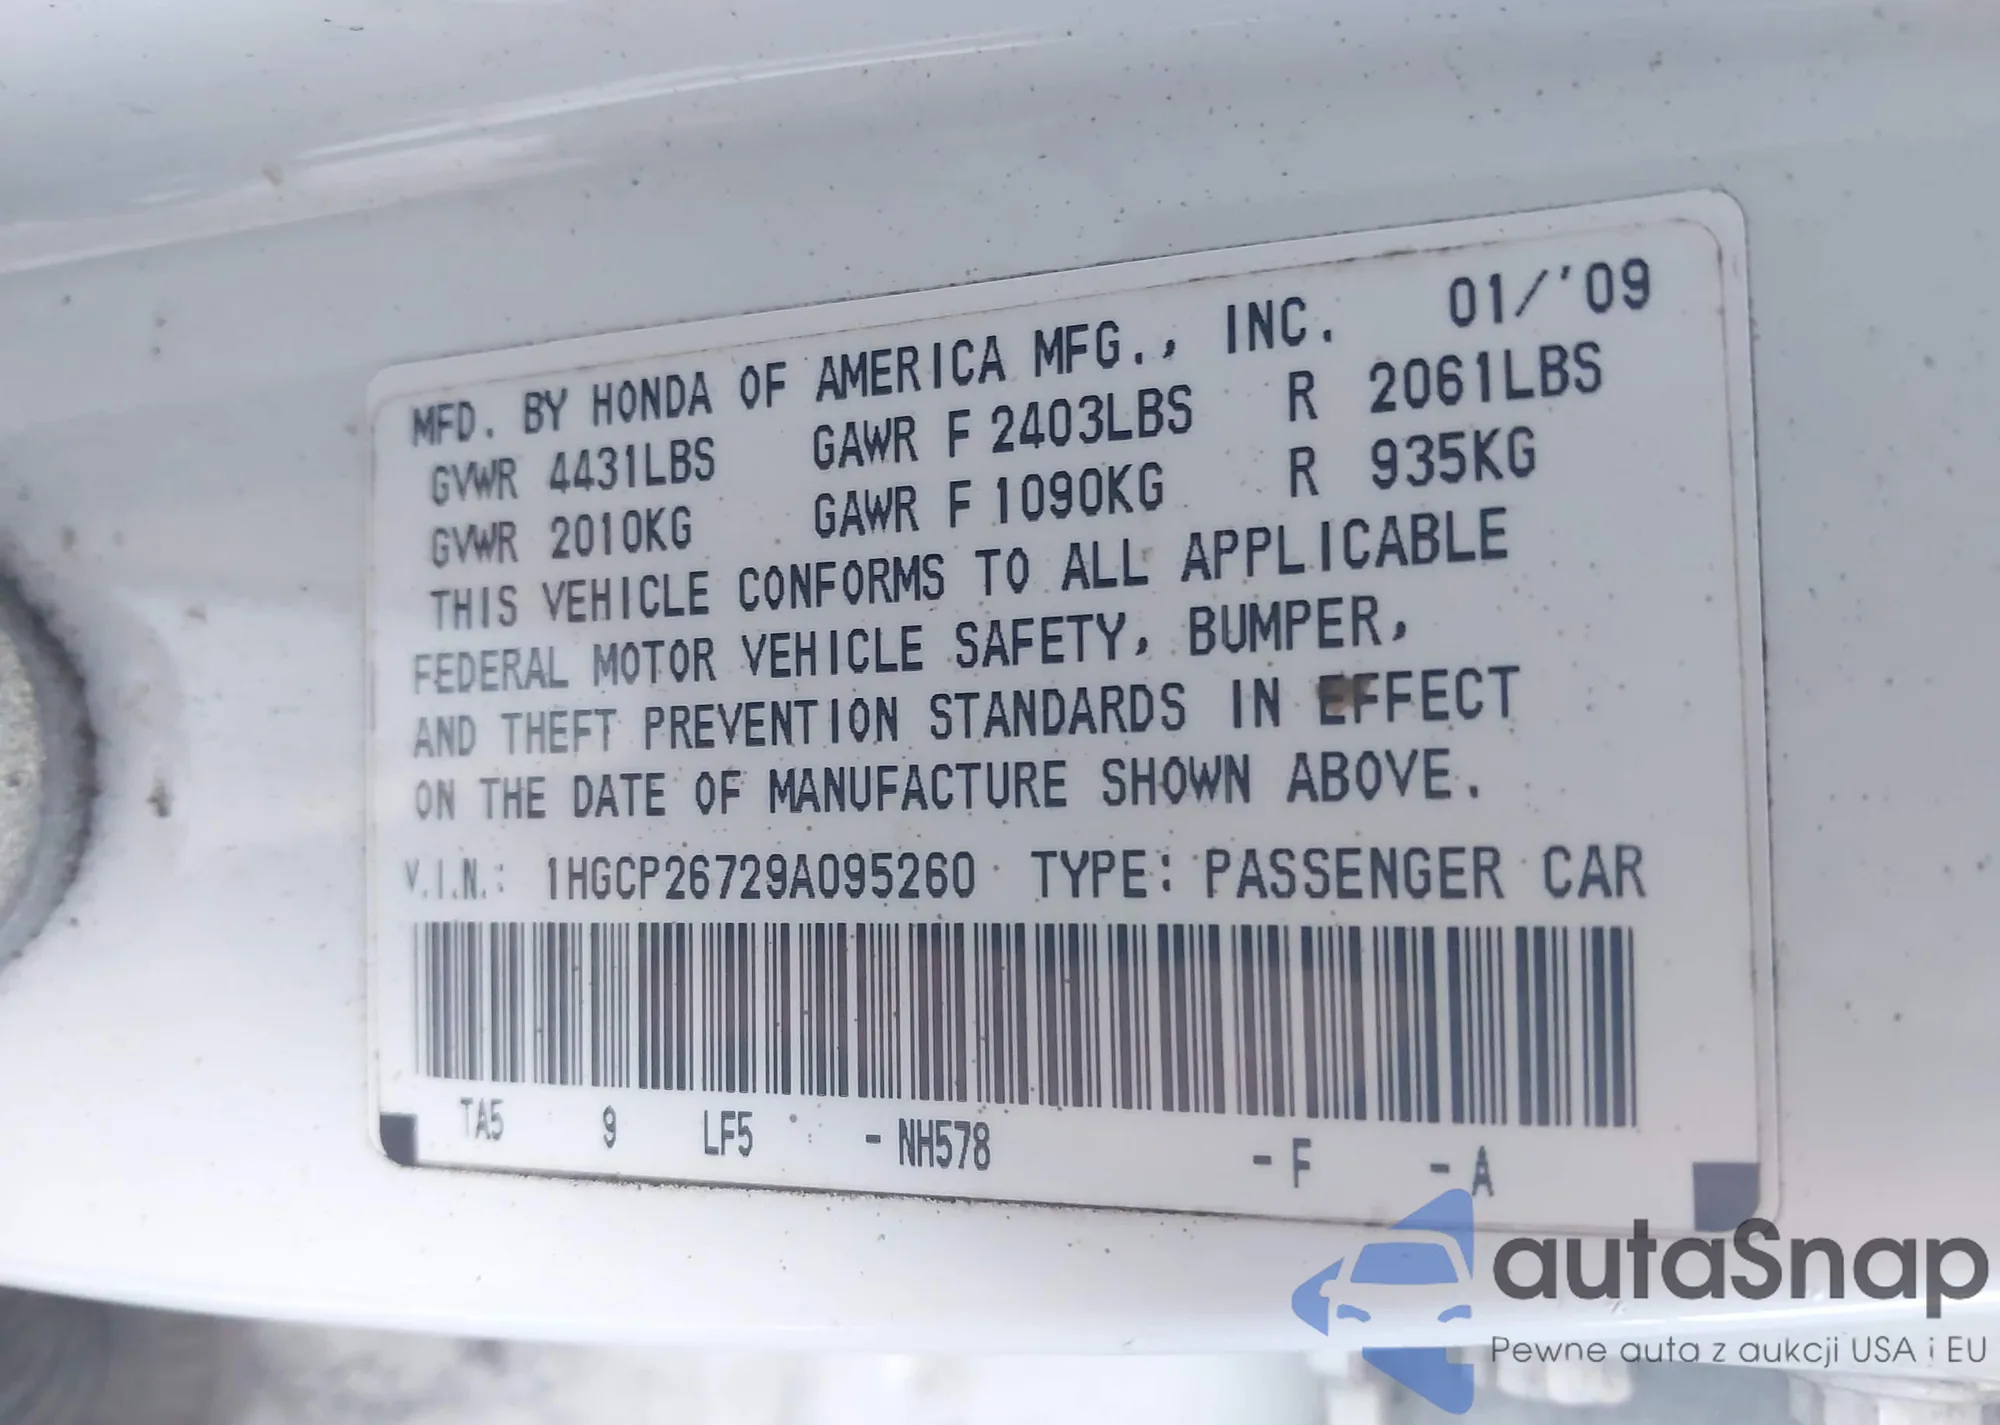 MFD. BY HONDA OF AMERICA MFG., INC. 01/'09
GVWR 4431LBS GAWR F 2403LBS R 2061LBS
GVWR 2010KG GAWR F 1090KG R 935KG
THIS VEHICLE CONFORMS TO ALL APPLICABLE
FEDERAL MOTOR VEHICLE SAFETY, BUMPER,
AND THEFT PREVENTION STANDARDS IN EFFECT
ON THE DATE OF MANUFACTURE SHOWN ABOVE.
V.I.N.: 1HGCP26729A095260 TYPE: PASSENGER CAR
TA5 9 LF5 - NH578 - F - A
autaSnap
Pewne auta z aukcji USA i EU